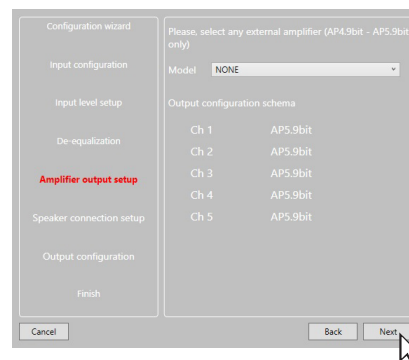 Configuration wizard
Input configuration
Input level setup
De-equalization
Amplifier output setup
Speaker connection setup
Output configuration
Finish
Please, select any external amplifier (AP4.9bit - AP5.9bit
only)
Model NONE
Output configuration schema
Ch 1 AP5.9bit
Ch 2 AP5.9bit
Ch 3 AP5.9bit
Ch 4 AP5.9bit
Ch 5 AP5.9bit
Cancel Back Next